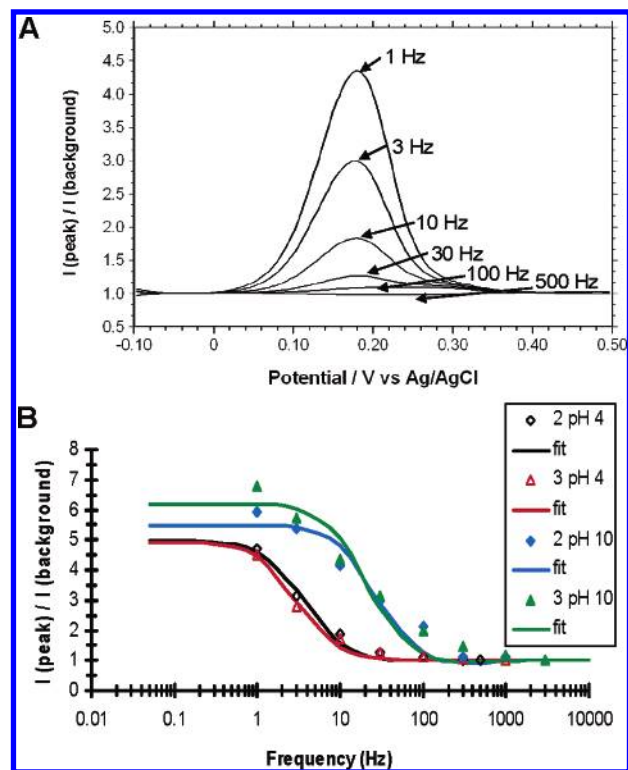 A
I (peak) / I (background)
5.0
4.5
4.0
3.5
3.0
2.5
2.0
1.5
1.0
0.5
1 Hz
3 Hz
10 Hz
30 Hz
100 Hz
500 Hz
-0.10 0 0.10 0.20 0.30 0.40 0.50
Potential / V vs Ag/AgCl
B
I (peak) / I (background)
8
7
6
5
4
3
2
1
0
0.01 0.1 1 10 100 1000 10000
Frequency (Hz)
2 pH 4
fit
3 pH 4
fit
2 pH 10
fit
3 pH 10
fit